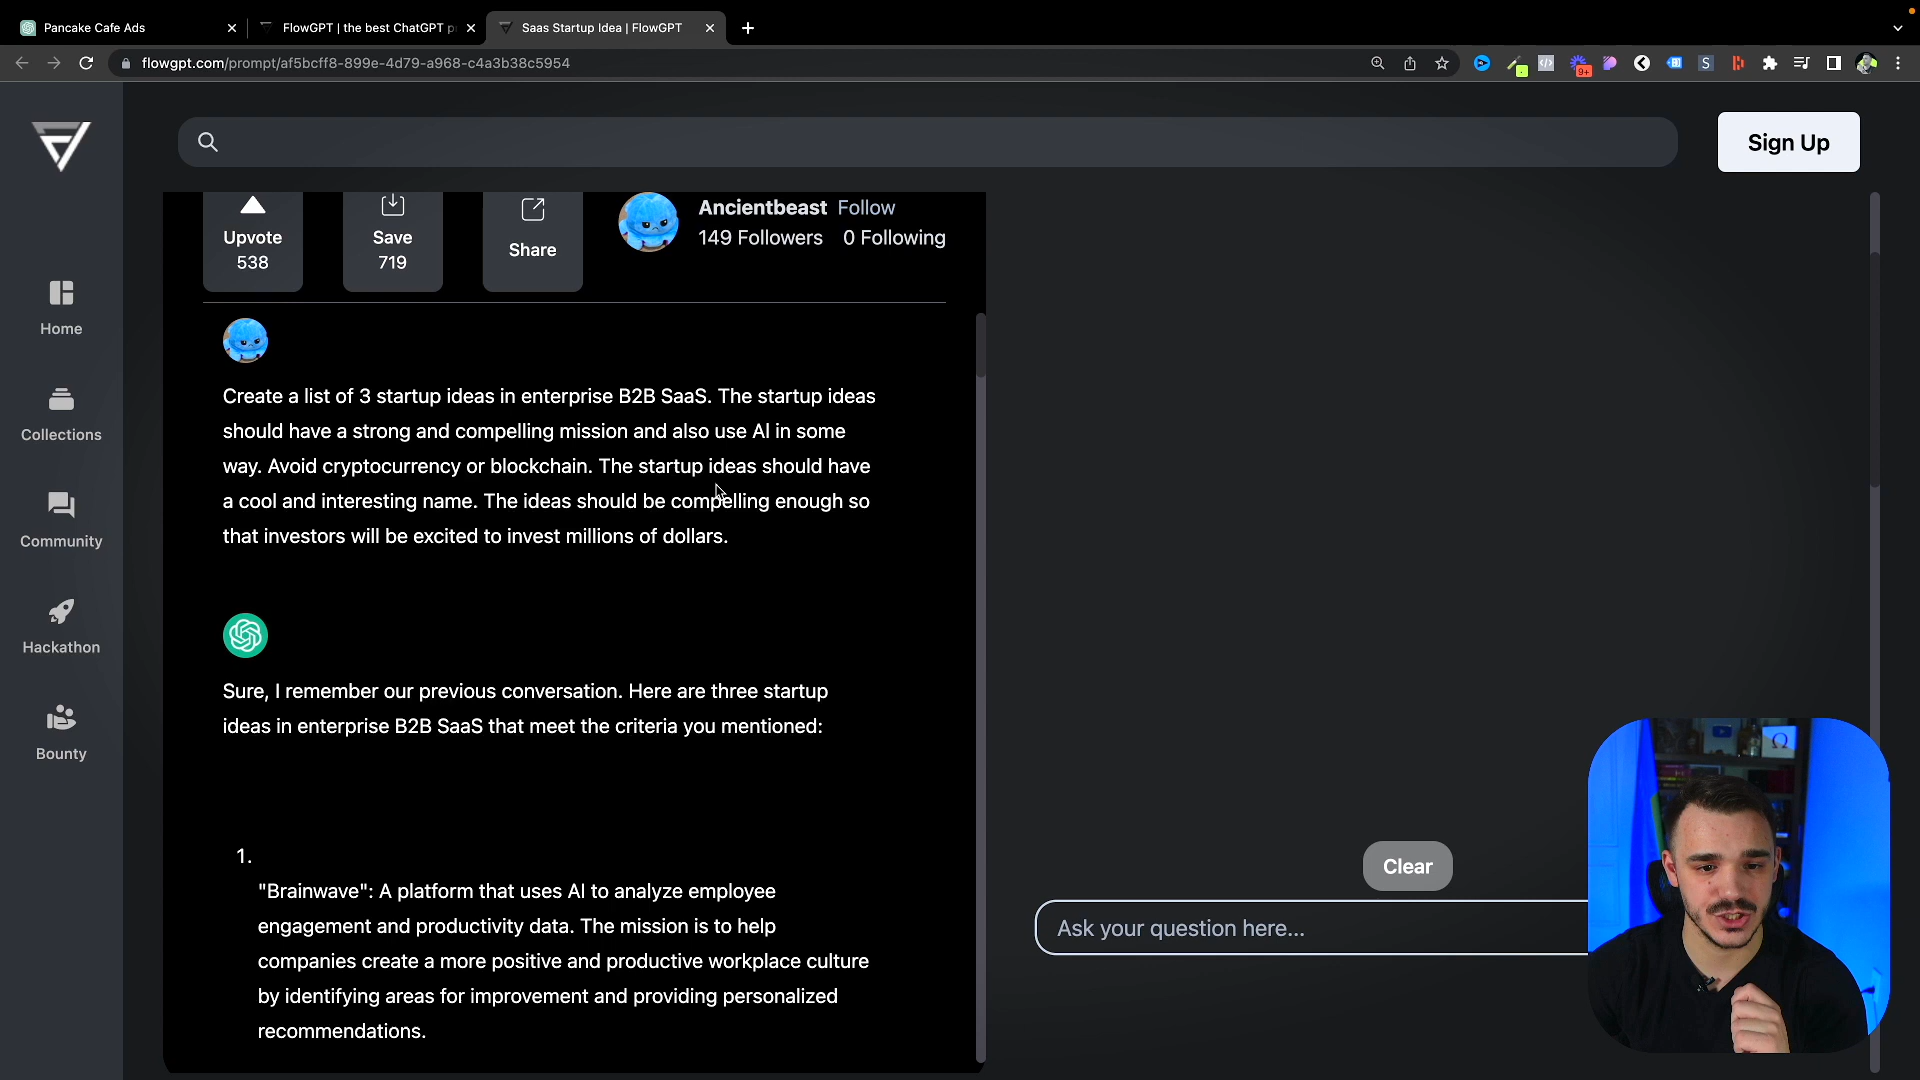 Pancake Cafe Ads
FlowGPT | the best ChatGPT p
Saas Startup Idea | FlowGPT
flowgpt.com/prompt/af5bcff8-899e-4d79-a968-c4a3b38c5954
9+
S
Sign Up
Home
Collections
Community
Hackathon
Bounty
Upvote
538
Save
719
Share
Ancientbeast Follow
149 Followers 0 Following
Create a list of 3 startup ideas in enterprise B2B SaaS. The startup ideas
should have a strong and compelling mission and also use AI in some
way. Avoid cryptocurrency or blockchain. The startup ideas should have
a cool and interesting name. The ideas should be compelling enough so
that investors will be excited to invest millions of dollars.
Sure, I remember our previous conversation. Here are three startup
ideas in enterprise B2B SaaS that meet the criteria you mentioned:
1.
"Brainwave": A platform that uses AI to analyze employee
engagement and productivity data. The mission is to help
companies create a more positive and productive workplace culture
by identifying areas for improvement and providing personalized
recommendations.
Clear
Ask your question here...